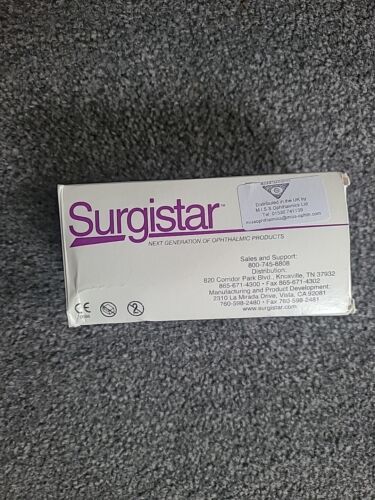 Distributed in the UK by
M.I.S.S Ophthalmics Ltd
Surgistar™
NEXT GENERATION OF OPHTHALMIC PRODUCTS
Sales and Support:
800-745-8808
Distribution:
820 Corridor Park Blvd., Knoxville, TN 37932
865-671-4300 • Fax 865-671-4302
Manufacturing and Product Development:
2310 La Mirada Drive, Vista, CA 92081
760-598-2480 • Fax 760-598-2481
www.surgistar.com
CE
2